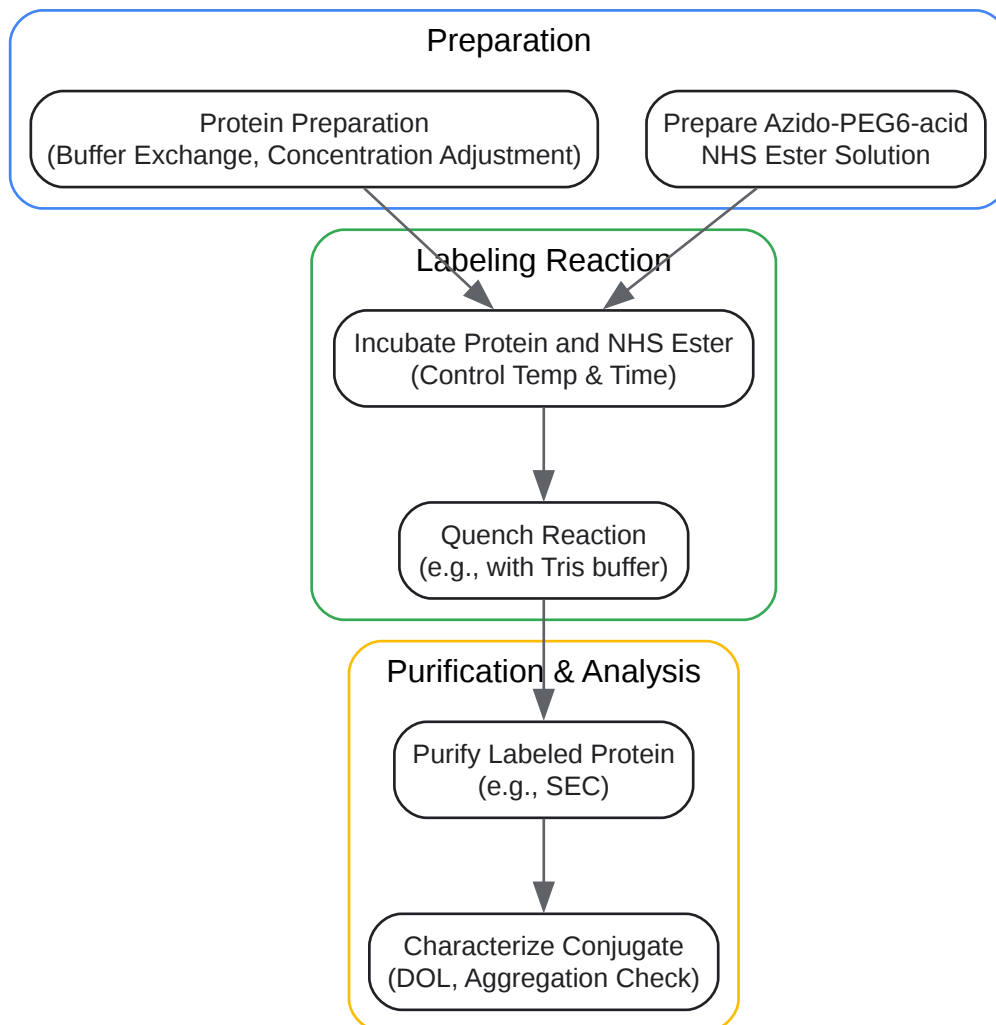 Preparation
Protein Preparation
(Buffer Exchange, Concentration Adjustment)
Prepare Azido-PEG6-acid
NHS Ester Solution
Labeling Reaction
Incubate Protein and NHS Ester
(Control Temp & Time)
Quench Reaction
(e.g., with Tris buffer)
Purification & Analysis
Purify Labeled Protein
(e.g., SEC)
Characterize Conjugate
(DOL, Aggregation Check)